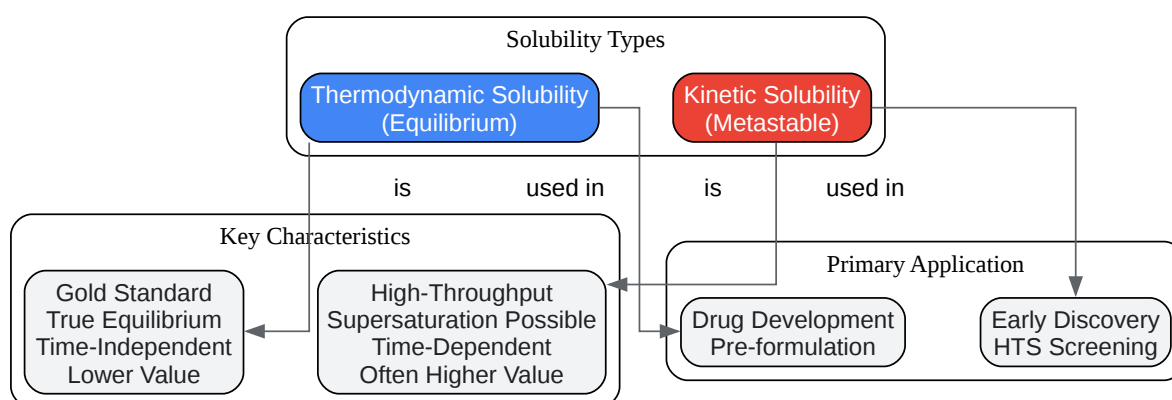 Solubility Types
Thermodynamic Solubility
(Equilibrium)
Kinetic Solubility
(Metastable)
is
used in
is
used in
Key Characteristics
Gold Standard
True Equilibrium
Time-Independent
Lower Value
High-Throughput
Supersaturation Possible
Time-Dependent
Often Higher Value
Primary Application
Drug Development
Pre-formulation
Early Discovery
HTS Screening